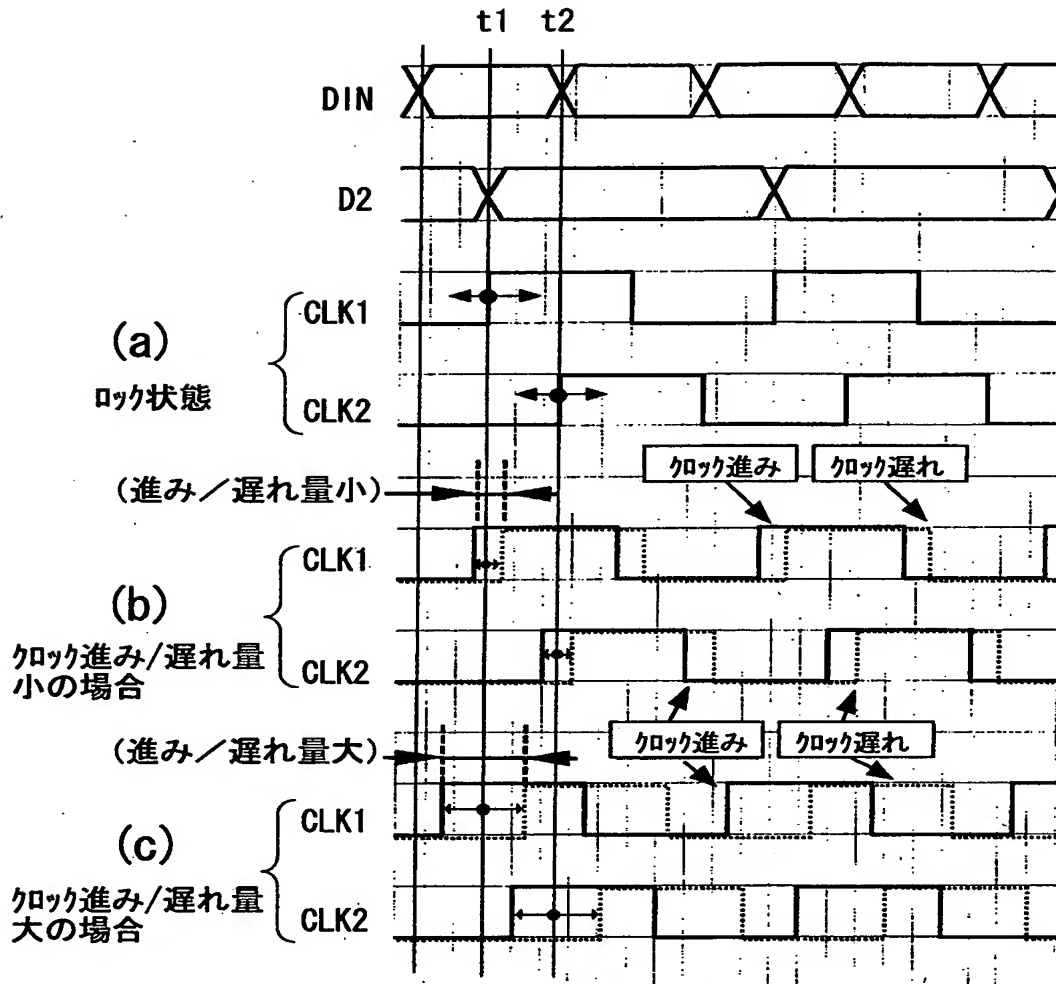 t1 t2
DIN
D2
(a)
ロック状態
CLK1
CLK2
クロック進み
クロック遅れ
(進み/遅れ量小)
(b)
クロック進み/遅れ量
小の場合
CLK1
CLK2
クロック進み
クロック遅れ
(進み/遅れ量大)
(c)
クロック進み/遅れ量
大の場合
CLK1
CLK2